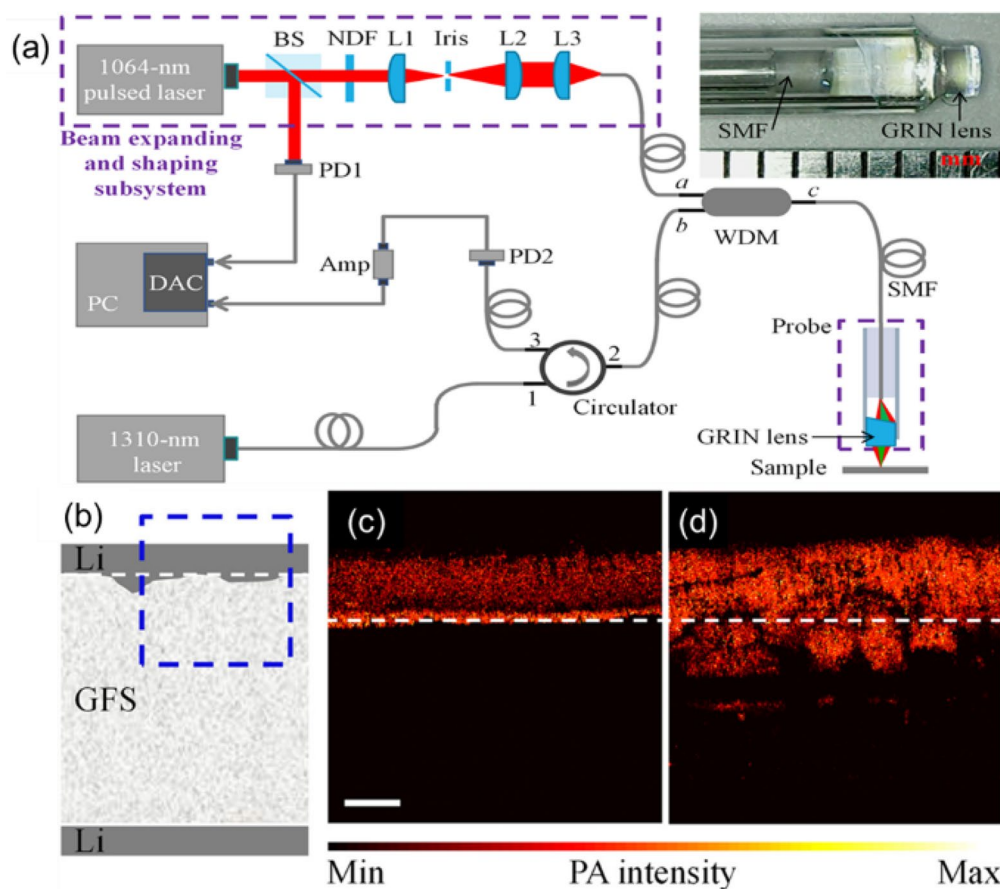 (a)
BS
NDF
L1
Iris
L2
L3
1064-nm
pulsed laser
Beam expanding
and shaping
subsystem
PD1
SMF
GRIN lens
mm
a
b
c
WDM
Amp
PD2
PC
DAC
SMF
Probe
3
2
1
Circulator
1310-nm
laser
GRIN lens
Sample
(b)
Li
GFS
Li
(c)
(d)
Min
PA intensity
Max